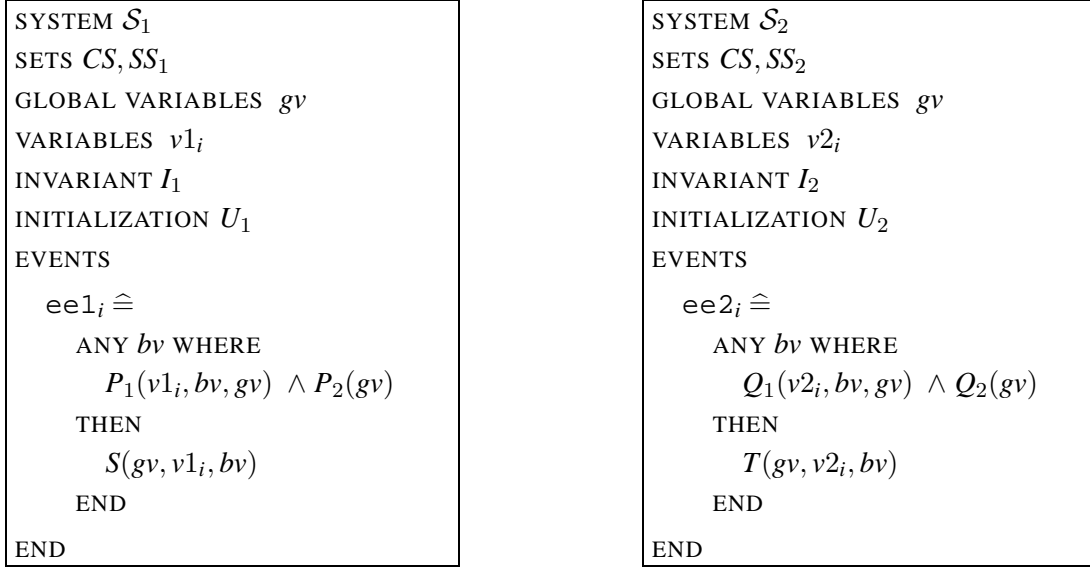 SYSTEM 𝒮₁
SETS CS, SS₁
GLOBAL VARIABLES gv
VARIABLES v1ᵢ
INVARIANT I₁
INITIALIZATION U₁
EVENTS
ee1ᵢ ≙
ANY bv WHERE
P₁(v1ᵢ, bv, gv) ∧ P₂(gv)
THEN
S(gv, v1ᵢ, bv)
END
END
SYSTEM 𝒮₂
SETS CS, SS₂
GLOBAL VARIABLES gv
VARIABLES v2ᵢ
INVARIANT I₂
INITIALIZATION U₂
EVENTS
ee2ᵢ ≙
ANY bv WHERE
Q₁(v2ᵢ, bv, gv) ∧ Q₂(gv)
THEN
T(gv, v2ᵢ, bv)
END
END